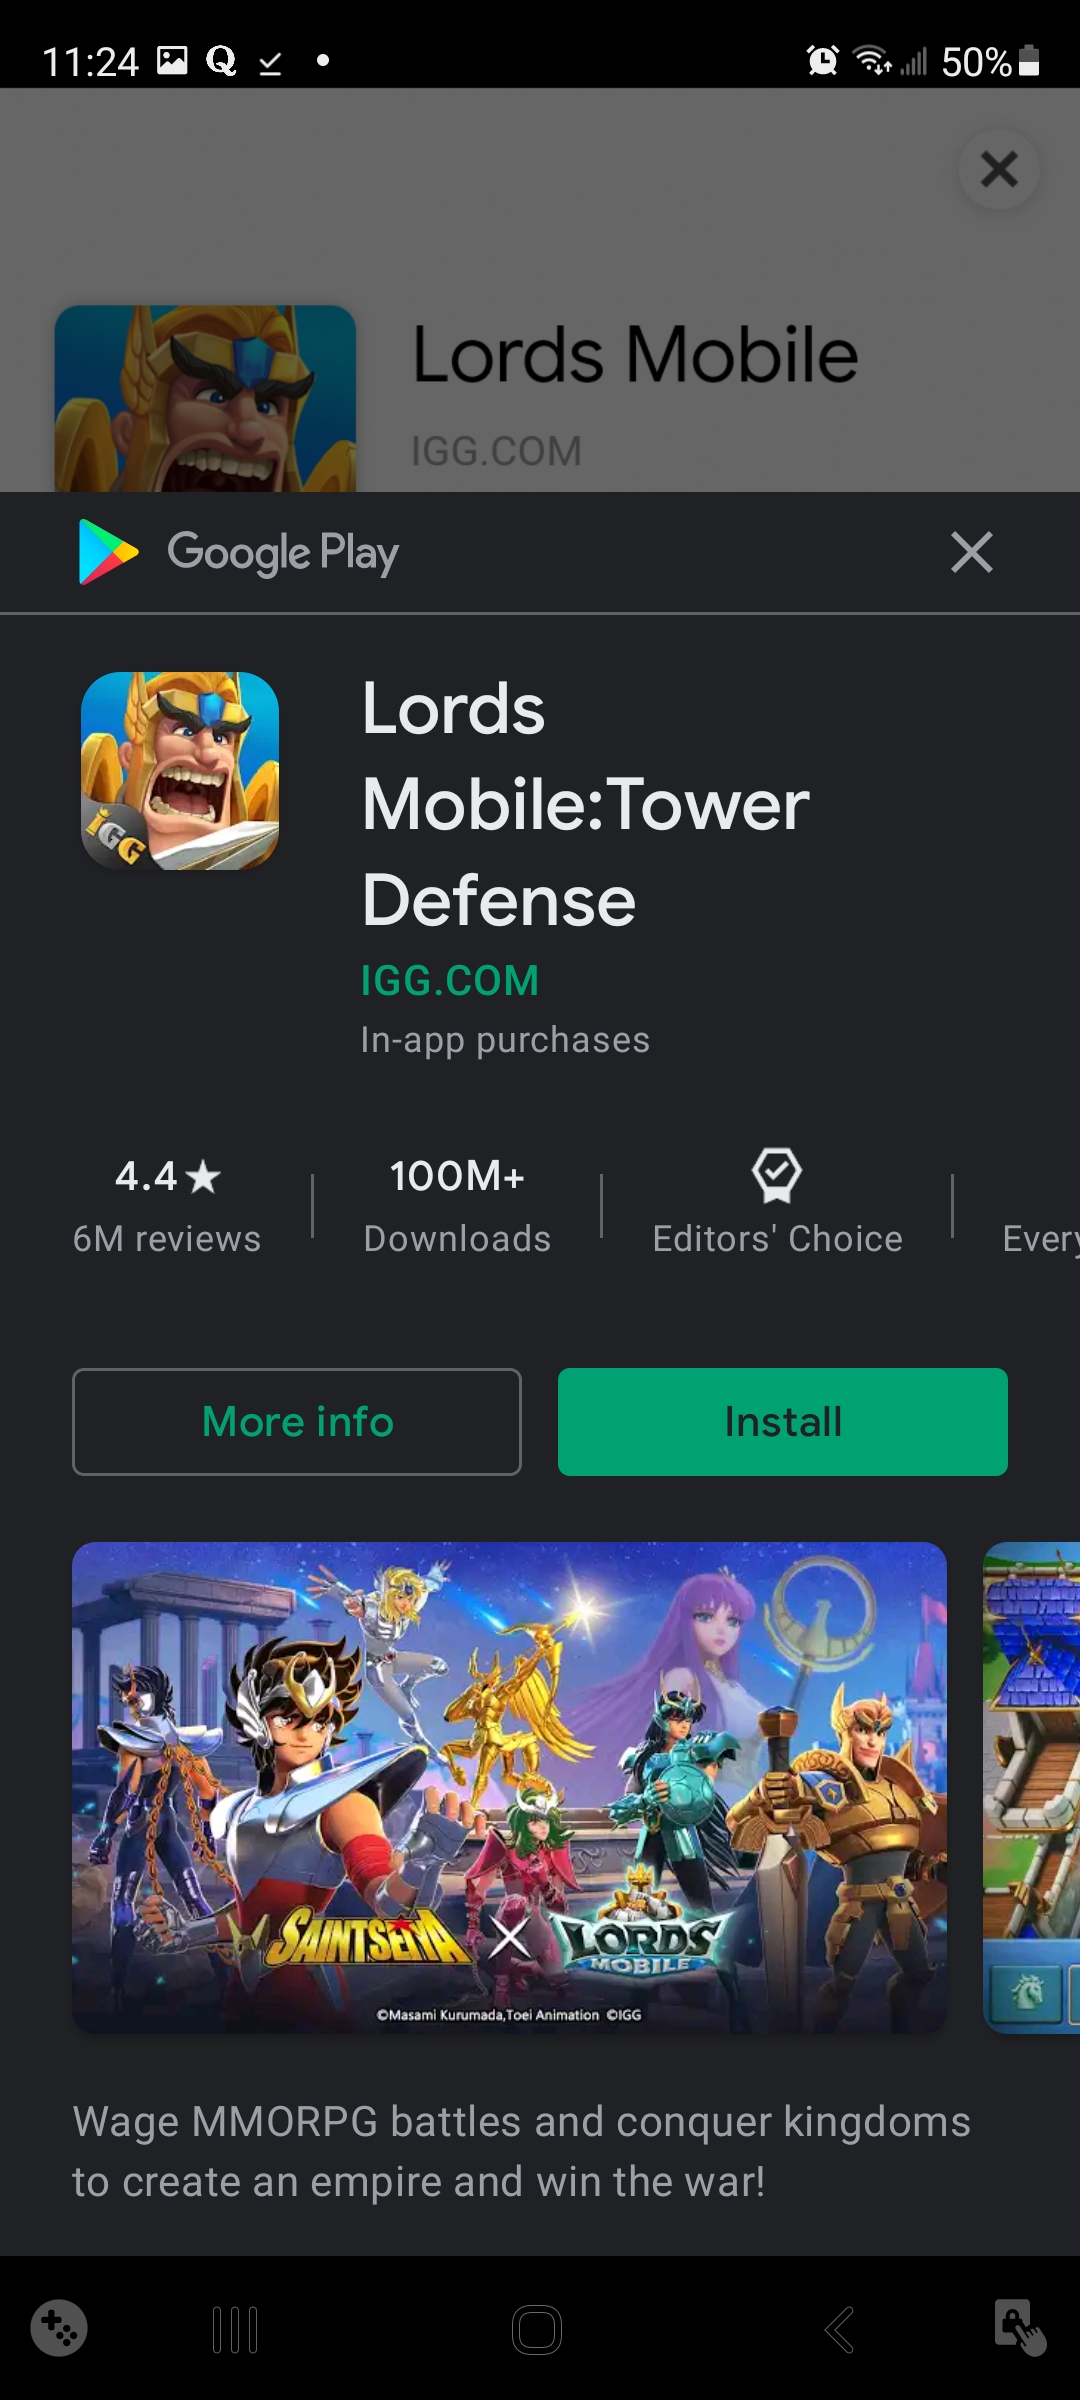 11:24
50%
Lords Mobile
IGG.COM
Google Play
Lords
Mobile:Tower
Defense
IGG
IGG.COM
In-app purchases
4.4★
6M reviews
100M+
Downloads
Editors' Choice
Every
More info
Install
SAINTSEIYA X LORDS MOBILE
©Masami Kurumada,Toei Animation ©IGG
Wage MMORPG battles and conquer kingdoms
to create an empire and win the war!